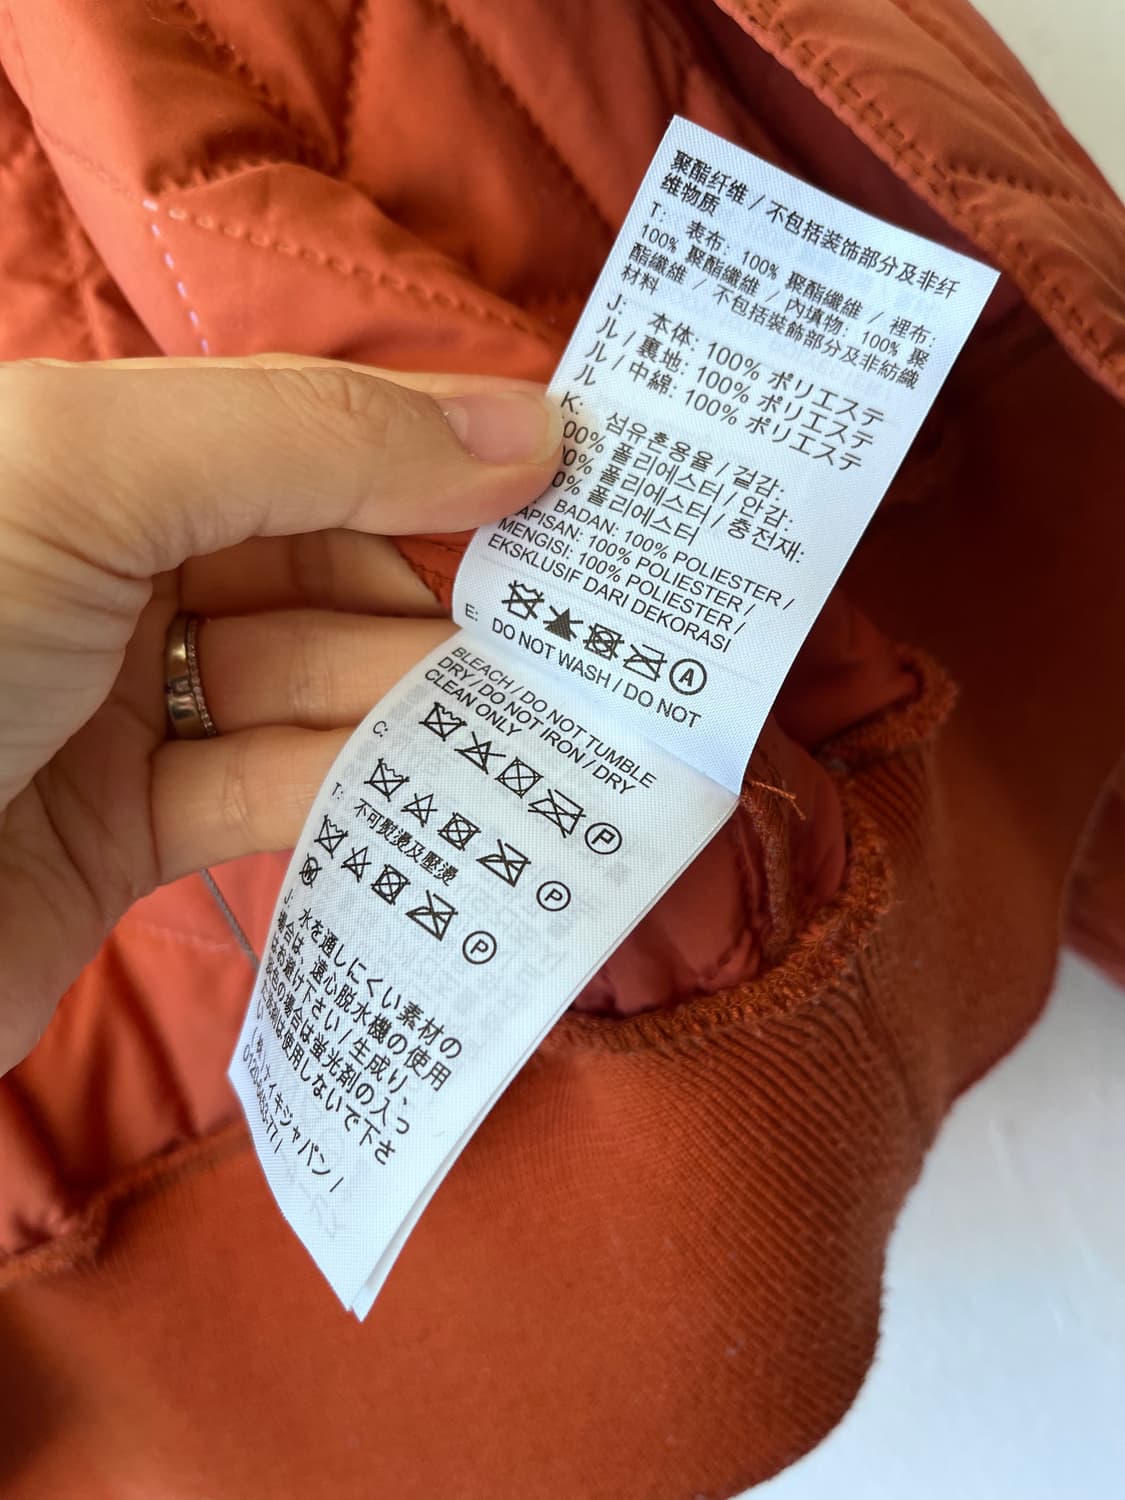 聚酯纤维 / 不包括装饰部分及非纤
维物质
T: 表布: 100% 聚酯纖維 / 裡布:
100% 聚酯纖維 / 內填物: 100% 聚
酯纖維 / 不包括裝飾部分及非紡織
材料
J: 本体: 100% ポリエステ
ル / 裏地: 100% ポリエステ
ル / 中綿: 100% ポリエステ
ル
K: 섬유혼용율 / 겉감:
00% 폴리에스터 / 안감:
00% 폴리에스터 / 충전재:
0% 폴리에스터
BADAN: 100% POLIESTER /
APISAN: 100% POLIESTER /
MENGISI: 100% POLIESTER /
EKSKLUSIF DARI DEKORASI
A
E: DO NOT WASH / DO NOT
BLEACH / DO NOT TUMBLE
DRY / DO NOT IRON / DRY
CLEAN ONLY
C: P
T: P
不可熨燙及壓燙
P
W
J: 水を通しにくい素材の
場合は、遠心脱水機の使用
はお避け下さい / 生成り、
淡色の場合は蛍光剤の入っ
使用しないで下さ
い
ナイキジャパン /